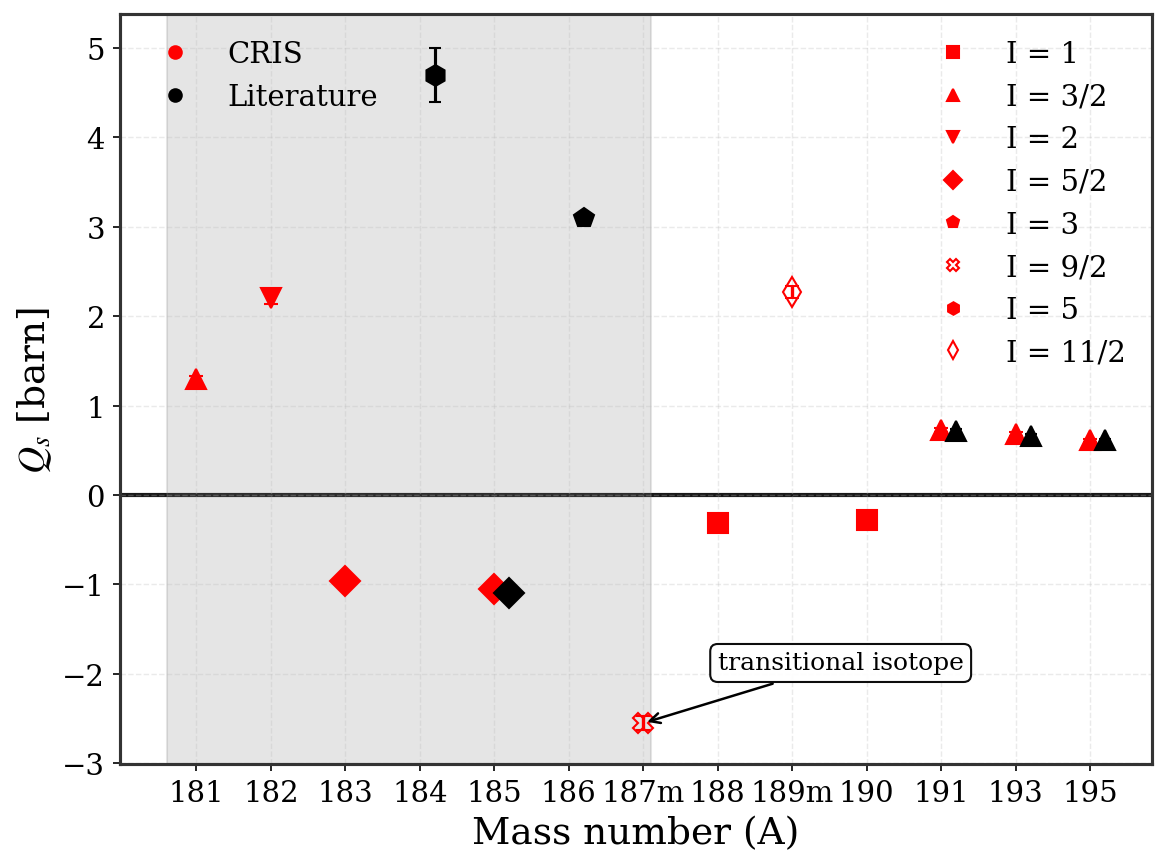 CRIS
Literature
I = 1
I = 3/2
I = 2
I = 5/2
I = 3
I = 9/2
I = 5
I = 11/2
5
4
3
2
1
0
−1
−2
−3
Q_s [barn]
transitional isotope
181 182 183 184 185 186 187m 188 189m 190 191 193 195
Mass number (A)